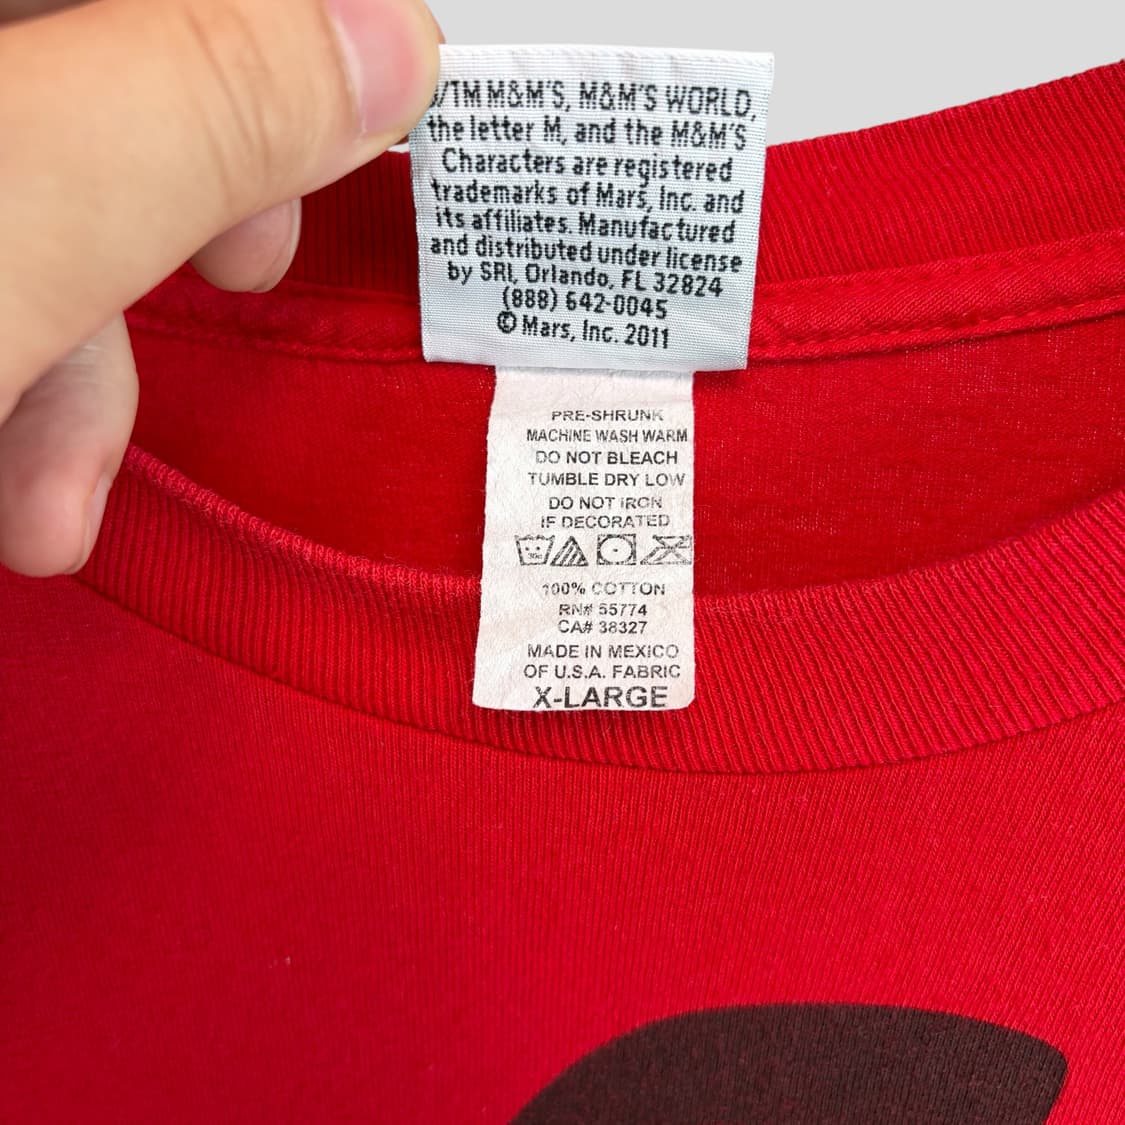 /TM M&M'S, M&M'S WORLD,
the letter M, and the M&M'S
Characters are registered
trademarks of Mars, Inc. and
its affiliates. Manufactured
and distributed under license
by SRI, Orlando, FL 32824
(888) 642-0045
© Mars, Inc. 2011
PRE-SHRUNK
MACHINE WASH WARM
DO NOT BLEACH
TUMBLE DRY LOW
DO NOT IRON
IF DECORATED
100% COTTON
RN# 55774
CA# 38327
MADE IN MEXICO
OF U.S.A. FABRIC
X-LARGE